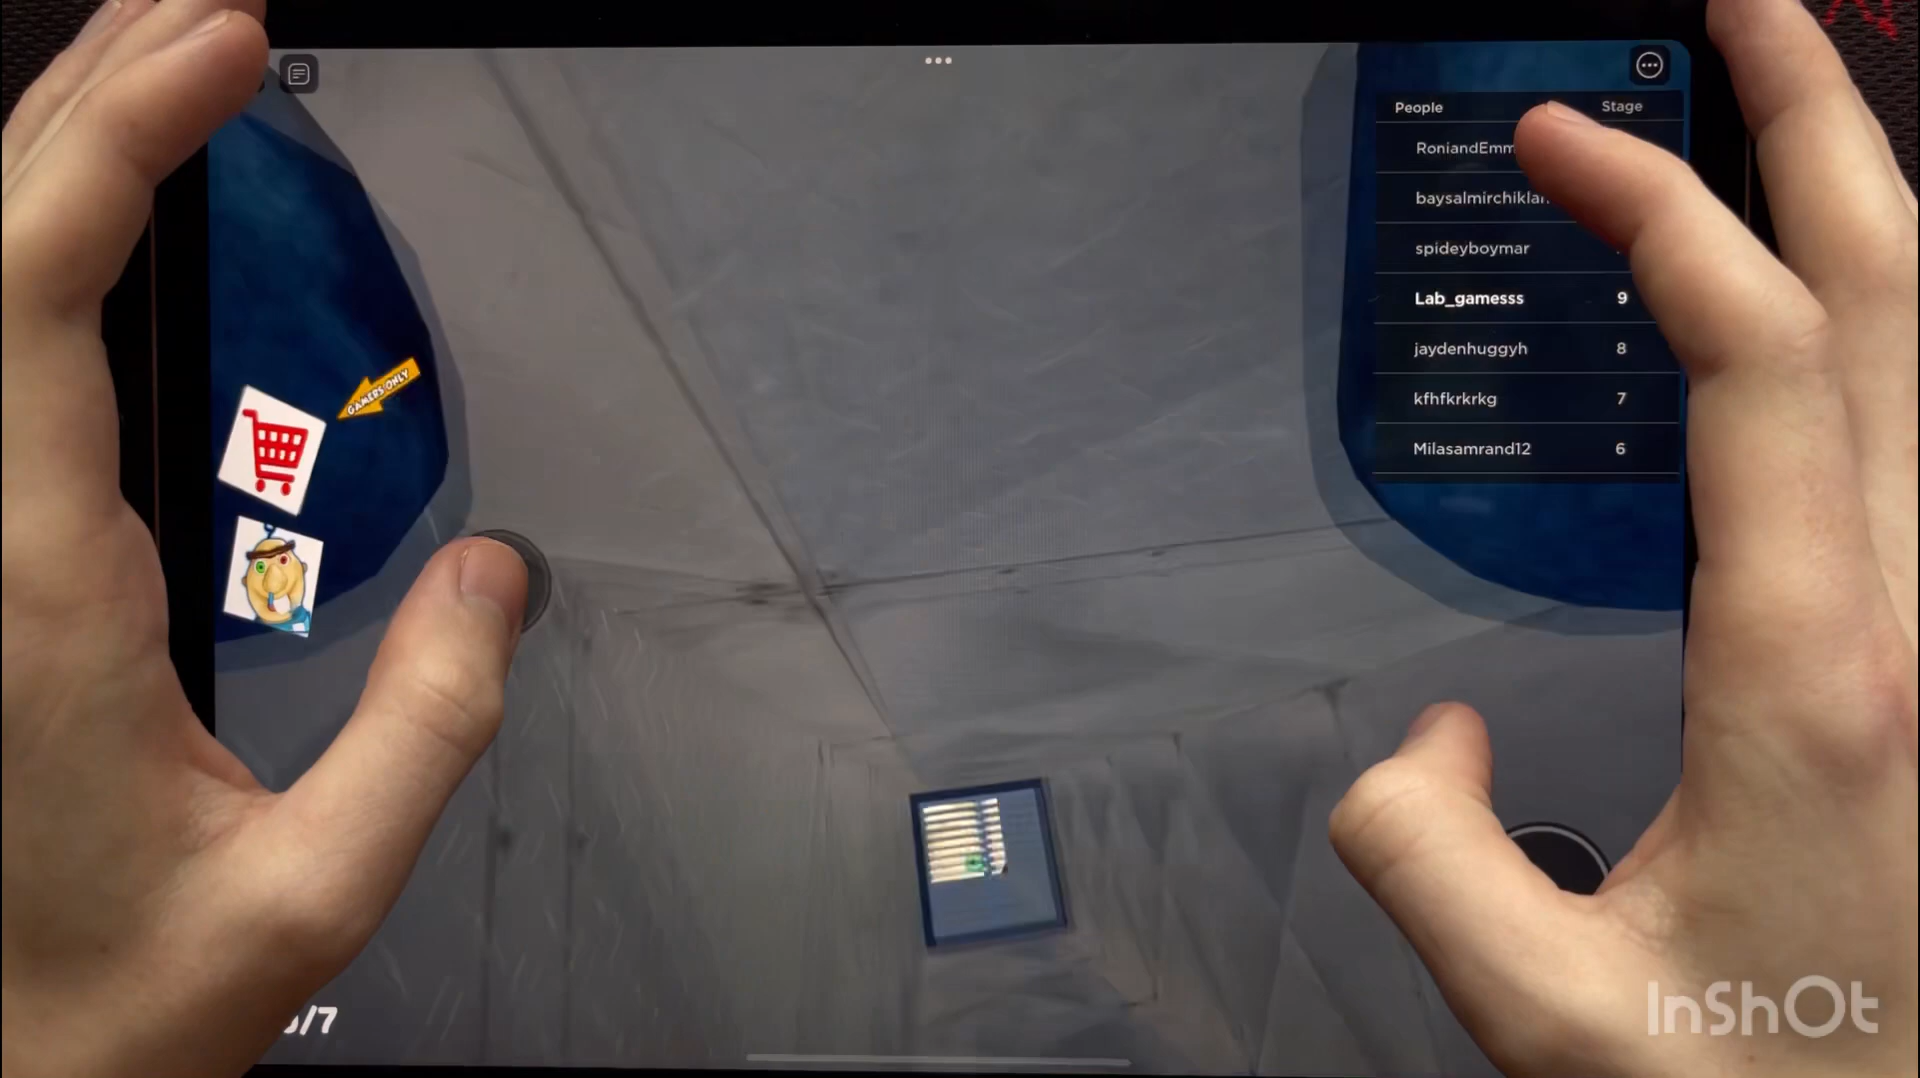 People Stage
RoniandEmm
baysalmirchiklar
spideyboymar
Lab_gamesss 9
jaydenhuggyh 8
kfhfkrkrkg 7
Milasamrand12 6
GAMERS ONLY
/7
InShOt